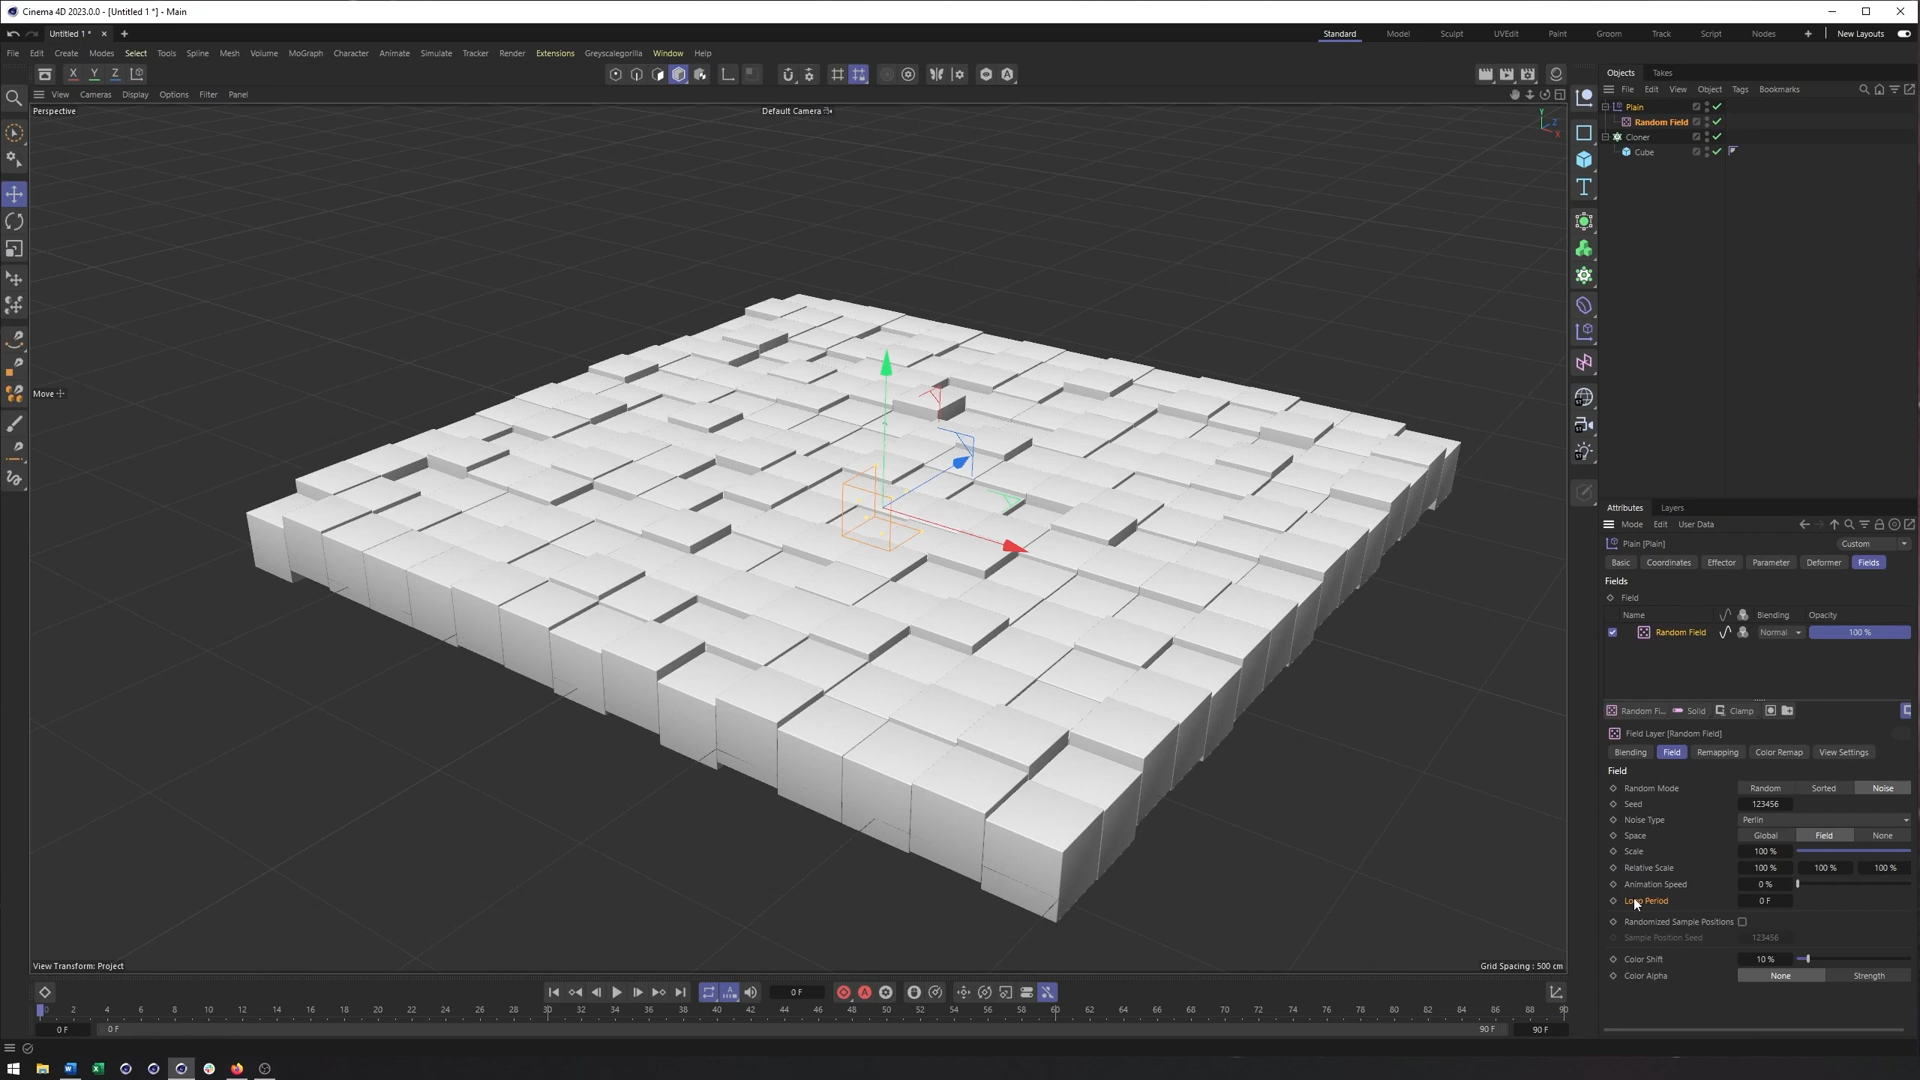 Cinema 4D 2023.0.0 - [Untitled 1 *] - Main
Untitled 1 *
Standard Model Sculpt UVEdit Paint Groom Track Script Nodes New Layouts
File Edit Create Modes Select Tools Spline Mesh Volume MoGraph Character Animate Simulate Tracker Render Extensions Greyscalegorilla Window Help
X Y Z
Objects Takes
File Edit View Object Tags Bookmarks
View Cameras Display Options Filter Panel
Perspective
Default Camera
Y
Z
X
Plain
Random Field
Cloner
Cube
Move
Attributes Layers
Mode Edit User Data
Plain [Plain]
Custom
Basic Coordinates Effector Parameter Deformer Fields
Fields
Field
Name Blending Opacity
Random Field Normal 100 %
Random Fi... Solid Clamp
Field Layer [Random Field]
Blending Field Remapping Color Remap View Settings
Field
Random Mode Random Sorted Noise
Seed 123456
Noise Type Perlin
Space Global Field None
Scale 100 %
Relative Scale 100 % 100 % 100 %
Animation Speed 0 %
Loop Period 0 F
Randomized Sample Positions
Sample Position Seed 123456
Color Shift 10 %
Color Alpha None Strength
View Transform: Project
Grid Spacing : 500 cm
0 F
0 2 4 6 8 10 12 14 16 18 20 22 24 26 28 30 32 34 36 38 40 42 44 46 48 50 52 54 56 58 60 62 64 66 68 70 72 74 76 78 80 82 84 86 88 90
0 F 0 F 90 F 90 F